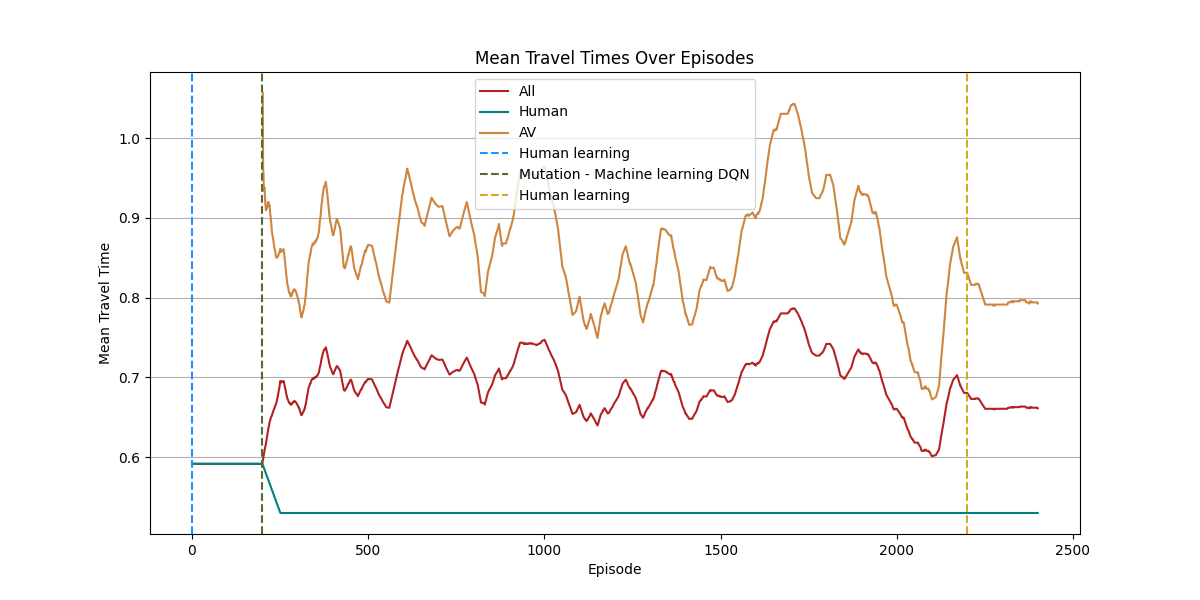 Mean Travel Times Over Episodes
All
Human
AV
Human learning
Mutation - Machine learning DQN
Human learning
Mean Travel Time
1.0
0.9
0.8
0.7
0.6
0
500
1000
1500
2000
2500
Episode